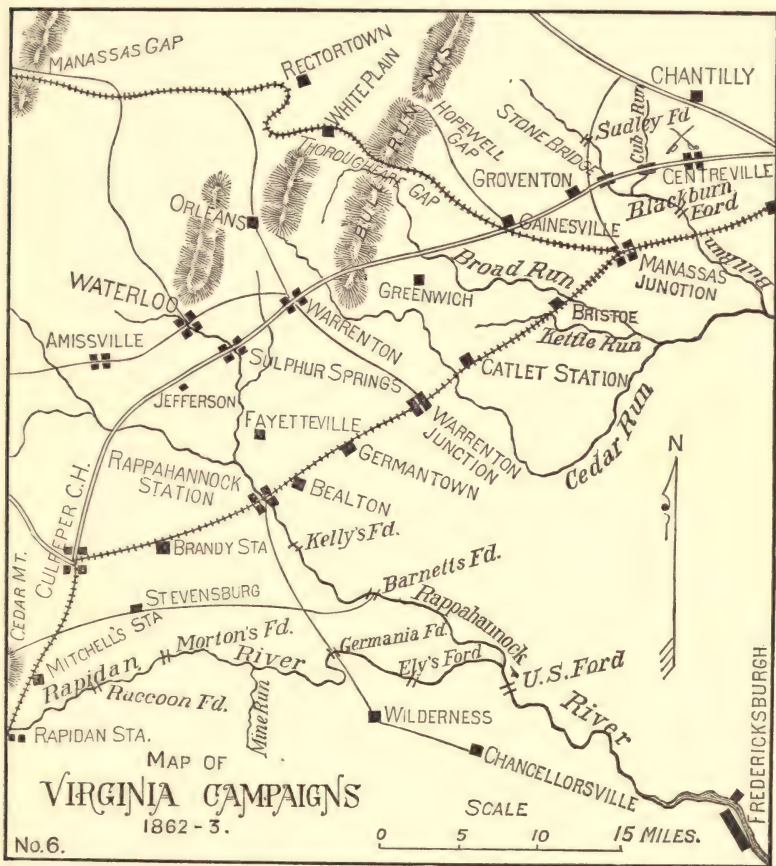 MANASSAS GAP
RECTORTOWN
WHITE PLAIN
BULL RUN MTS
HOPEWELL
GAP
THOROUGHFARE GAP
CHANTILLY
STONE BRIDGE
Sudley Fd
Cub Run
CENTREVILLE
GROVENTON
Blackburn
Ford
ORLEANS
GAINESVILLE
Bull Run
MANASSAS
JUNCTION
Broad Run
GREENWICH
WATERLOO
WARRENTON
BRISTOE
Kettle Run
AMISSVILLE
SULPHUR SPRINGS
CATLET STATION
JEFFERSON
FAYETTEVILLE
WARRENTON
JUNCTION
Cedar Run
GERMANTOWN
RAPPAHANNOCK
STATION
BEALTON
N
CULPEPER C.H.
BRANDY STA
Kelly's Fd.
CEDAR MT.
STEVENSBURG
Barnetts Fd.
Rappahannock
River
MITCHELL'S STA
Morton's Fd.
Germania Fd.
Rapidan
River
Ely's Ford
U.S. Ford
Raccoon Fd.
Mine Run
WILDERNESS
RAPIDAN STA.
CHANCELLORSVILLE
FREDERICKSBURGH
MAP OF
VIRGINIA CAMPAIGNS
1862-3.
SCALE
0 5 10 15 MILES.
No.6.